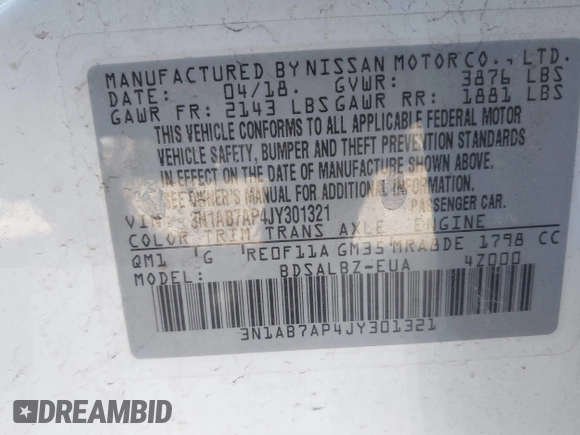 MANUFACTURED BY NISSAN MOTOR CO., LTD.
DATE: 04/18. GVWR: 3876 LBS
GAWR FR: 2143 LBS GAWR RR: 1881 LBS
THIS VEHICLE CONFORMS TO ALL APPLICABLE FEDERAL MOTOR
VEHICLE SAFETY, BUMPER AND THEFT PREVENTION STANDARDS
IN EFFECT ON THE DATE OF MANUFACTURE SHOWN ABOVE.
SEE OWNER'S MANUAL FOR ADDITIONAL INFORMATION.
VIN: 3N1AB7AP4JY301321 PASSENGER CAR
COLOR TRIM TRANS AXLE ENGINE
QM1 G RE0F11A GM35 MRA8DE 1798 CC
MODEL: BDSALBZ-EUA 4Z000
3N1AB7AP4JY301321
DREAMBID dreambid